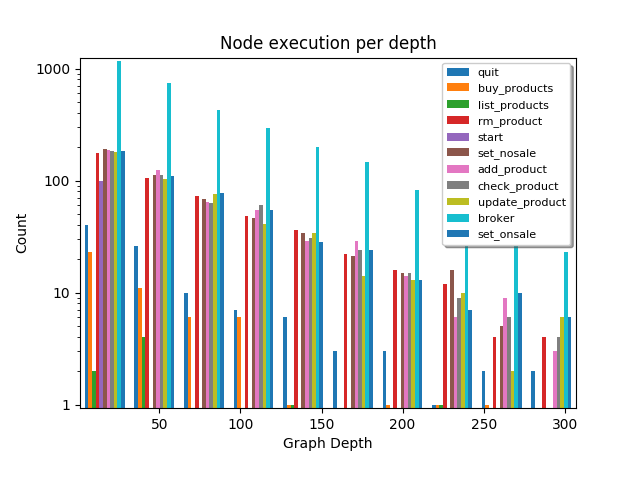 Node execution per depth
1000
100
10
1
Count
quit
buy_products
list_products
rm_product
start
set_nosale
add_product
check_product
update_product
broker
set_onsale
50
100
150
200
250
300
Graph Depth